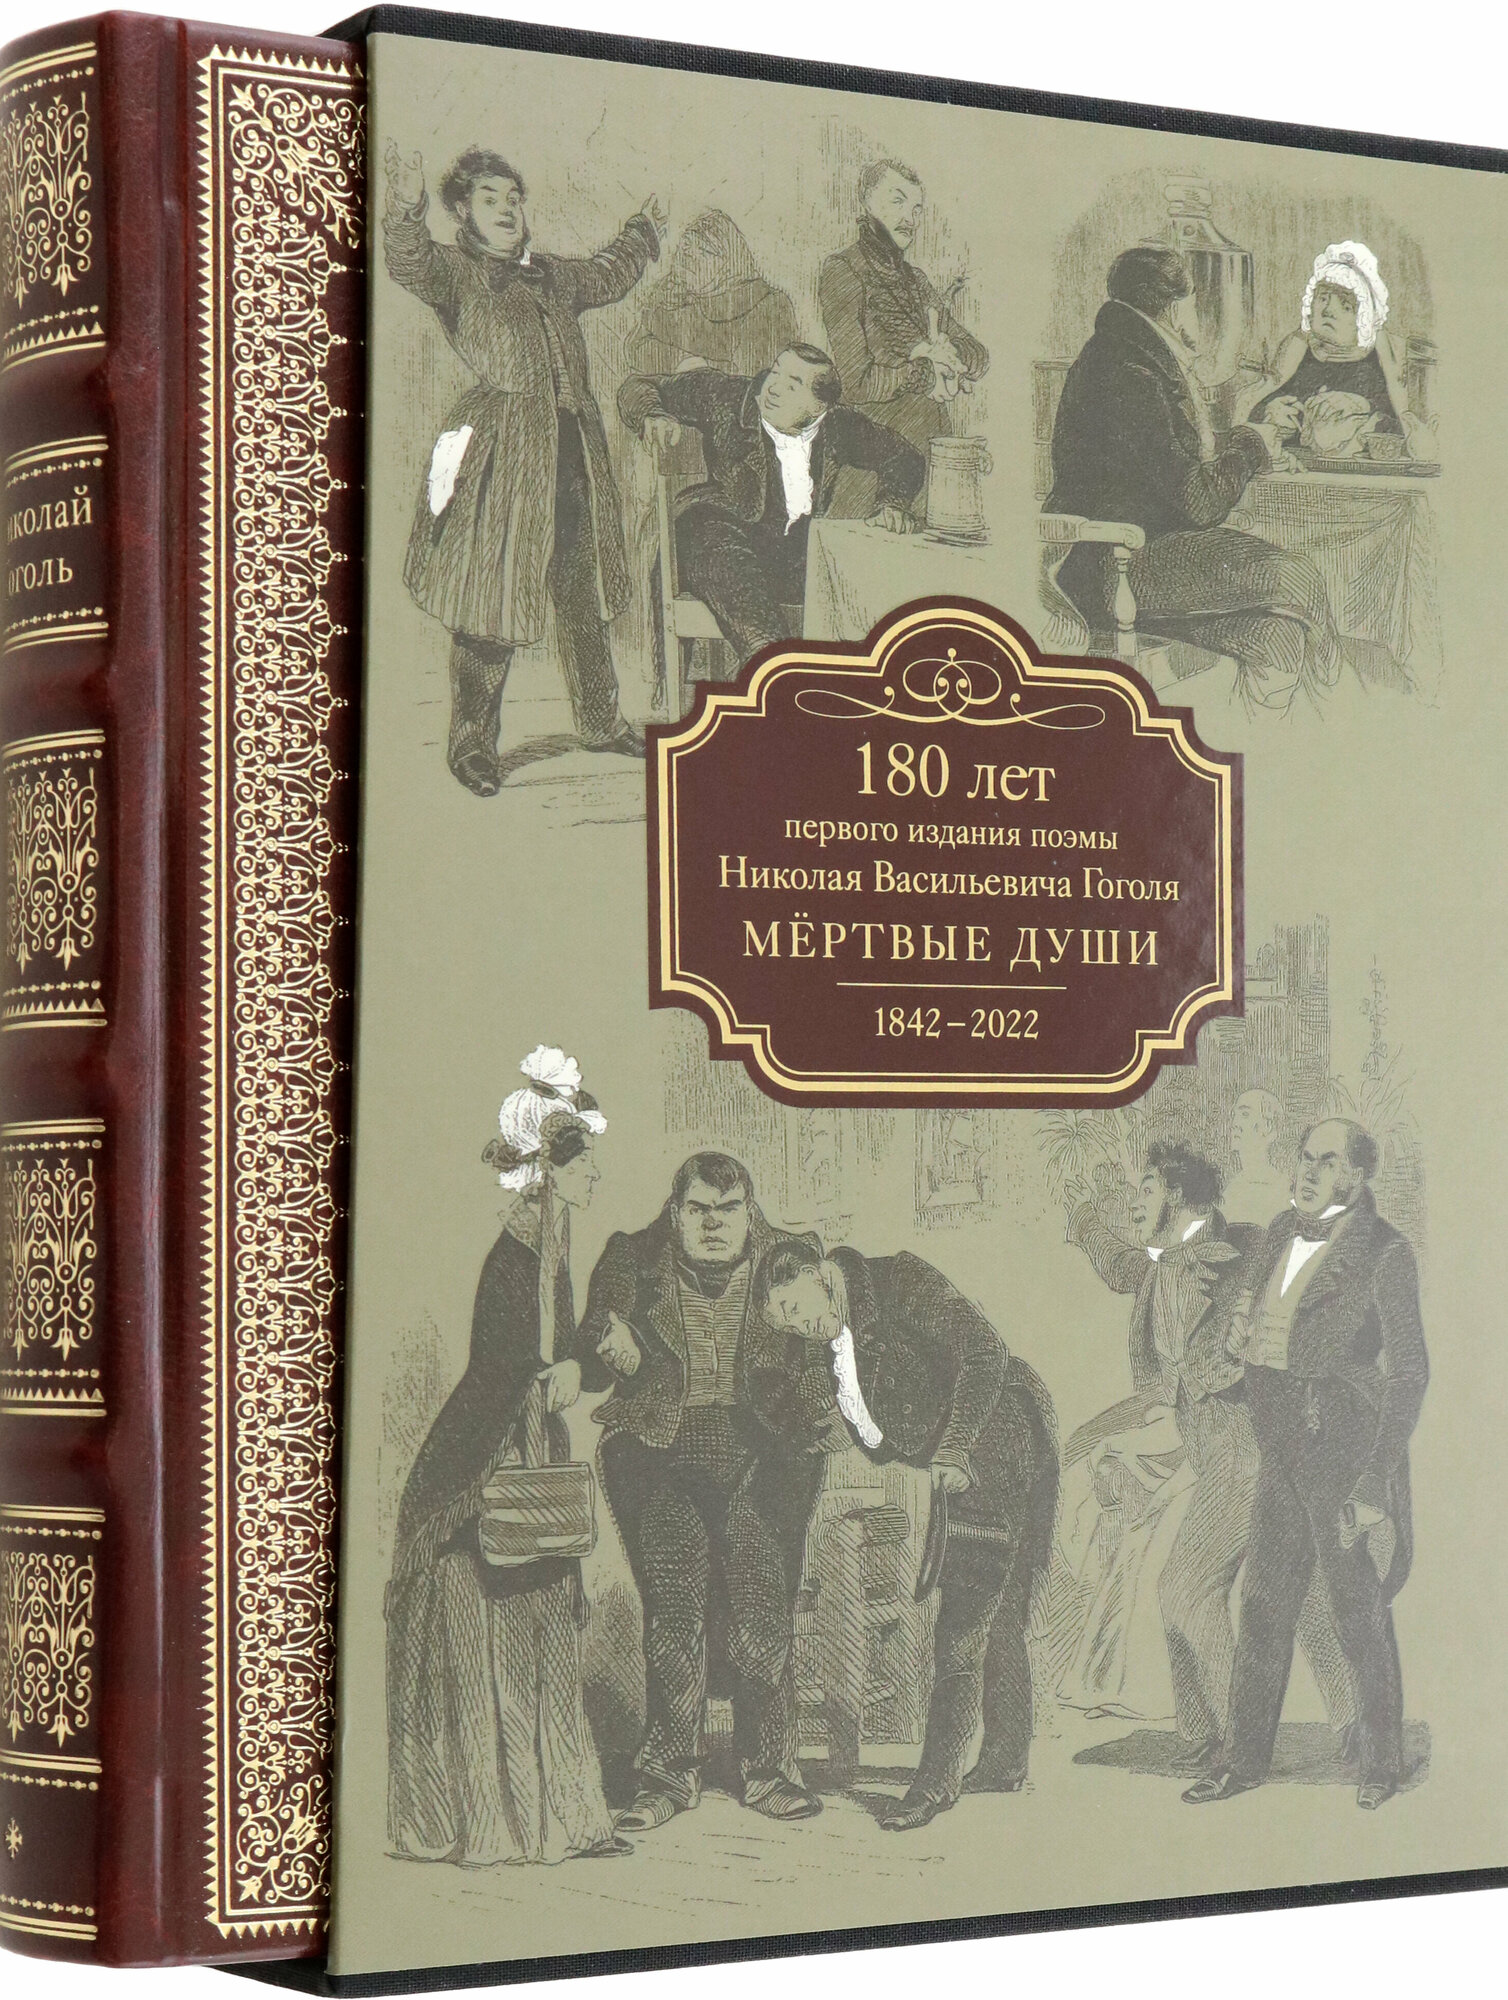 иколай
оголь
180 лет
первого издания поэмы
Николая Васильевича Гоголя
МЁРТВЫЕ ДУШИ
1842–2022